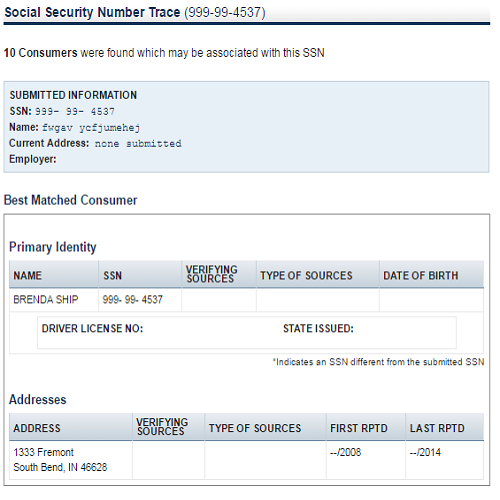 Social Security Number Trace (999-99-4537)
10 Consumers were found which may be associated with this SSN
SUBMITTED INFORMATION
SSN: 999- 99- 4537
Name: fwgav ycfjumehej
Current Address: none submitted
Employer:
Best Matched Consumer
Primary Identity
NAME SSN VERIFYING SOURCES TYPE OF SOURCES DATE OF BIRTH
BRENDA SHIP 999- 99- 4537
DRIVER LICENSE NO: STATE ISSUED:
*Indicates an SSN different from the submitted SSN
Addresses
ADDRESS VERIFYING SOURCES TYPE OF SOURCES FIRST RPTD LAST RPTD
1333 Fremont --/2008 --/2014
South Bend, IN 46628